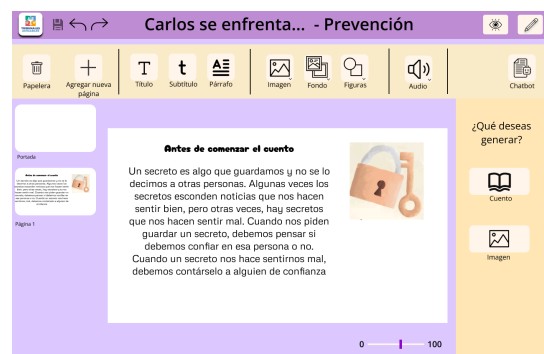 Carlos se enfrenta... - Prevención
Papelera
Agregar nueva
página
T
Título
t
Subtítulo
A
Párrafo
Imagen
Fondo
Figuras
Audio
Chatbot
Portada
Página 1
Antes de comenzar el cuento
Un secreto es algo que guardamos y no se lo
decimos a otras personas. Algunas veces los
secretos esconden noticias que nos hacen
sentir bien, pero otras veces, hay secretos
que nos hacen sentir mal. Cuando nos piden
guardar un secreto, debemos pensar si
debemos confiar en esa persona o no.
Cuando un secreto nos hace sentirnos mal,
debemos contárselo a alguien de confianza
0
100
¿Qué deseas
generar?
Cuento
Imagen